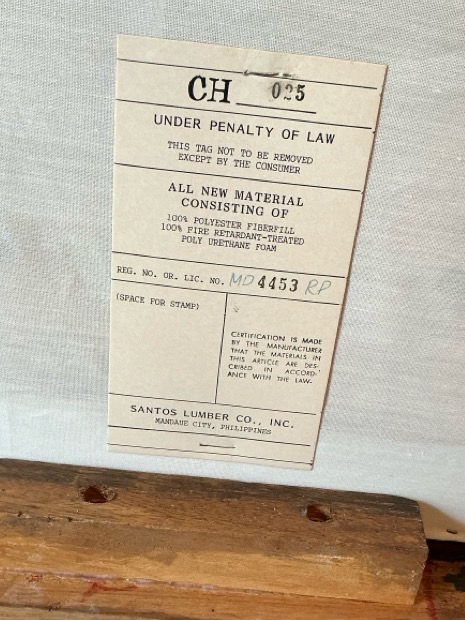 CH 025
UNDER PENALTY OF LAW
THIS TAG NOT TO BE REMOVED
EXCEPT BY THE CONSUMER
ALL NEW MATERIAL
CONSISTING OF
100% POLYESTER FIBERFILL
100% FIRE RETARDANT-TREATED
POLY URETHANE FOAM
REG. NO. OR. LIC. NO. MD 4453 RP
(SPACE FOR STAMP)
CERTIFICATION IS MADE
BY THE MANUFACTURER
THAT THE MATERIALS IN
THIS ARTICLE ARE DES-
CRIBED IN ACCORD-
ANCE WITH THE LAW.
SANTOS LUMBER CO., INC.
MANDAUE CITY, PHILIPPINES